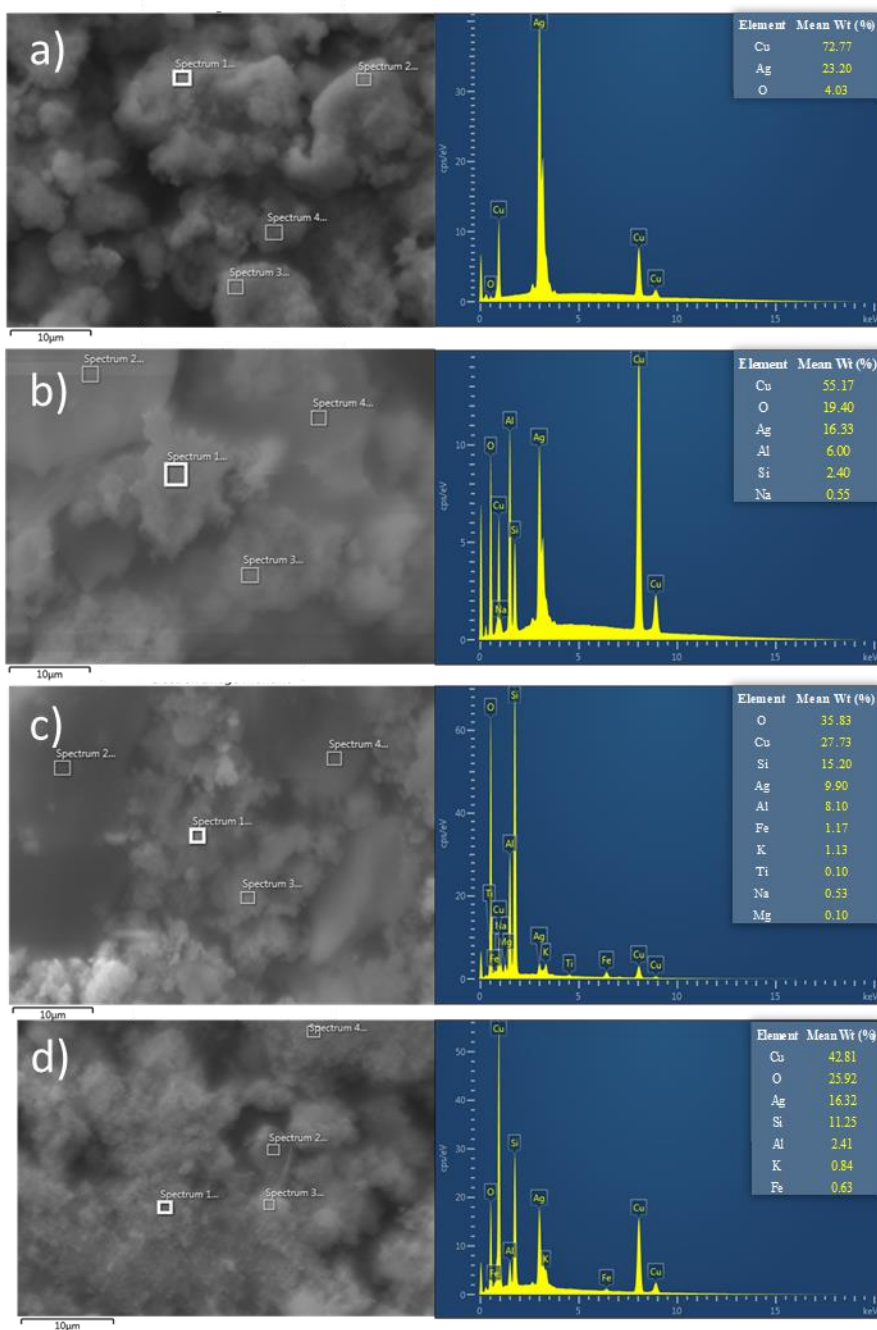 a)
Spectrum 1...
Spectrum 2...
Spectrum 4...
Spectrum 3...
10µm
Ag
Cu
O
Cu
Cu
cps/eV
30
20
10
0
0 5 10 15 keV
Element Mean Wt (%)
Cu 72.77
Ag 23.20
O 4.03
b)
Spectrum 2...
Spectrum 4...
Spectrum 1...
Spectrum 3...
10µm
Cu
Al
O
Ag
Cu
Si
Na
Cu
cps/eV
10
5
0
0 5 10 15 keV
Element Mean Wt (%)
Cu 55.17
O 19.40
Ag 16.33
Al 6.00
Si 2.40
Na 0.55
c)
Spectrum 2...
Spectrum 4...
Spectrum 1...
Spectrum 3...
10µm
Si
O
Al
Ti
Cu
Na
Mg
Fe
Ag
K
Ti
Fe
Cu
Cu
cps/eV
60
40
20
0
0 5 10 15 keV
Element Mean Wt (%)
O 35.83
Cu 27.73
Si 15.20
Ag 9.90
Al 8.10
Fe 1.17
K 1.13
Ti 0.10
Na 0.53
Mg 0.10
d)
Spectrum 4...
Spectrum 2...
Spectrum 1...
Spectrum 3...
10µm
Cu
Si
O
Ag
Cu
Al
K
Fe
Fe
Cu
cps/eV
50
40
30
20
10
0
0 5 10 15 keV
Element Mean Wt (%)
Cu 42.81
O 25.92
Ag 16.32
Si 11.25
Al 2.41
K 0.84
Fe 0.63